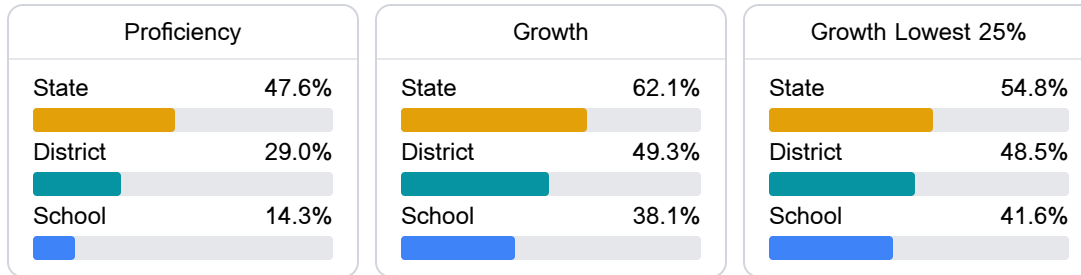 Proficiency
State 47.6%
District 29.0%
School 14.3%
Growth
State 62.1%
District 49.3%
School 38.1%
Growth Lowest 25%
State 54.8%
District 48.5%
School 41.6%